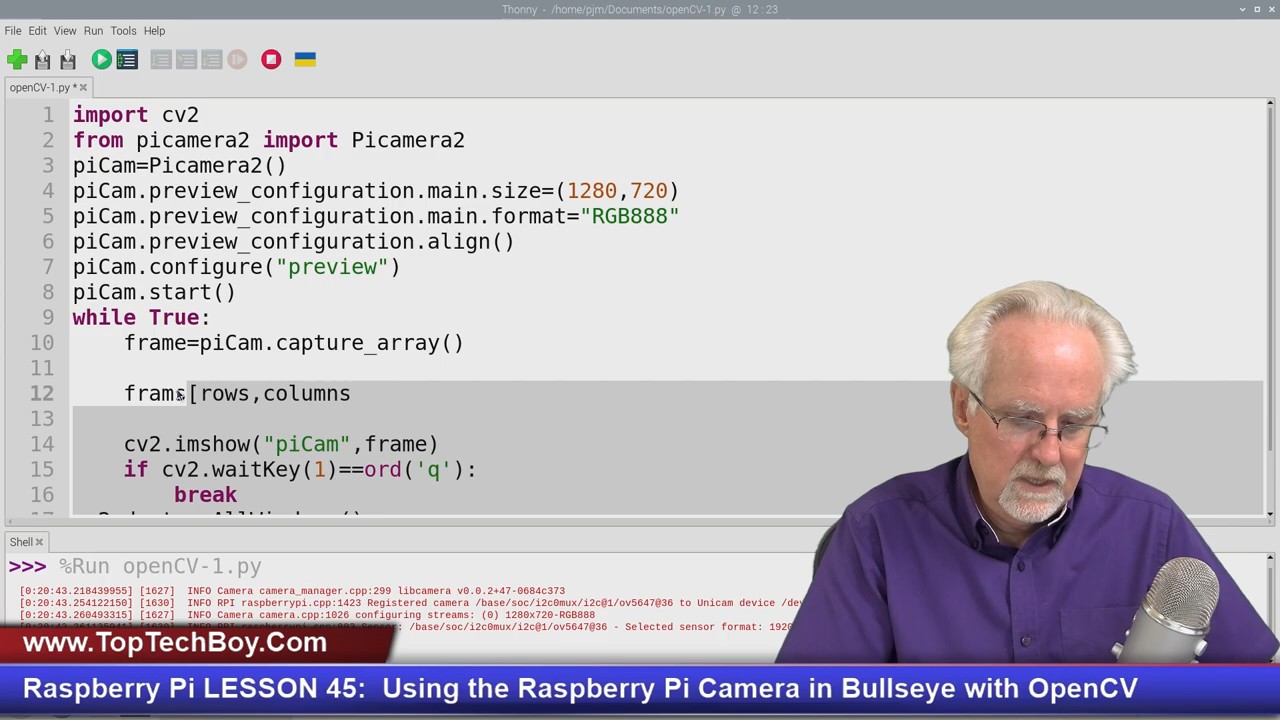 Thonny - /home/pjm/Documents/openCV-1.py @ 12:23
File Edit View Run Tools Help
openCV-1.py *
1 import cv2
2 from picamera2 import Picamera2
3 piCam=Picamera2()
4 piCam.preview_configuration.main.size=(1280,720)
5 piCam.preview_configuration.main.format="RGB888"
6 piCam.preview_configuration.align()
7 piCam.configure("preview")
8 piCam.start()
9 while True:
10 frame=piCam.capture_array()
11
12 frame[rows,columns
13
14 cv2.imshow("piCam",frame)
15 if cv2.waitKey(1)==ord('q'):
16 break
Shell
>>> %Run openCV-1.py
[0:20:43.218439955] [1627] INFO Camera camera_manager.cpp:299 libcamera v0.0.2+47-0684c373
[0:20:43.254122150] [1630] INFO RPI raspberrypi.cpp:1423 Registered camera /base/soc/i2c0mux/i2c@1/ov5647@36 to Unicam device
[0:20:43.260493315] [1627] INFO Camera camera.cpp:1026 configuring streams: (0) 1280x720-RGB888
/base/soc/i2c0mux/i2c@1/ov5647@36 - Selected sensor format:
www.TopTechBoy.Com
Raspberry Pi LESSON 45: Using the Raspberry Pi Camera in Bullseye with OpenCV